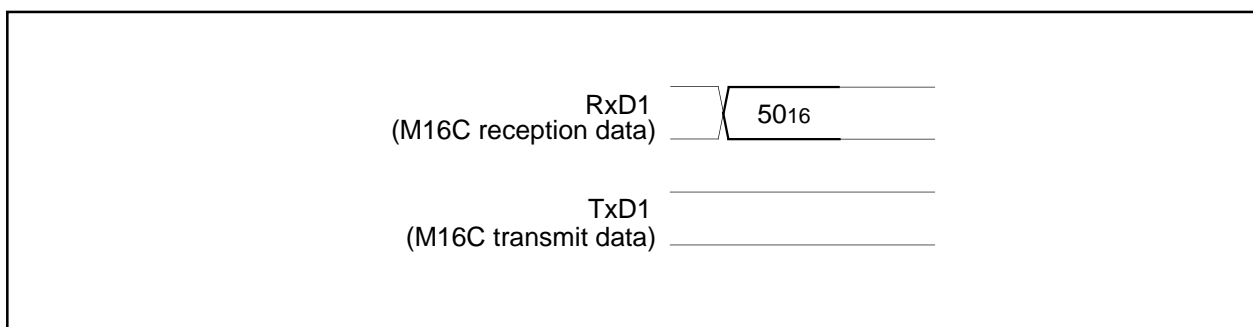 RxD1
(M16C reception data)
5016
TxD1
(M16C transmit data)